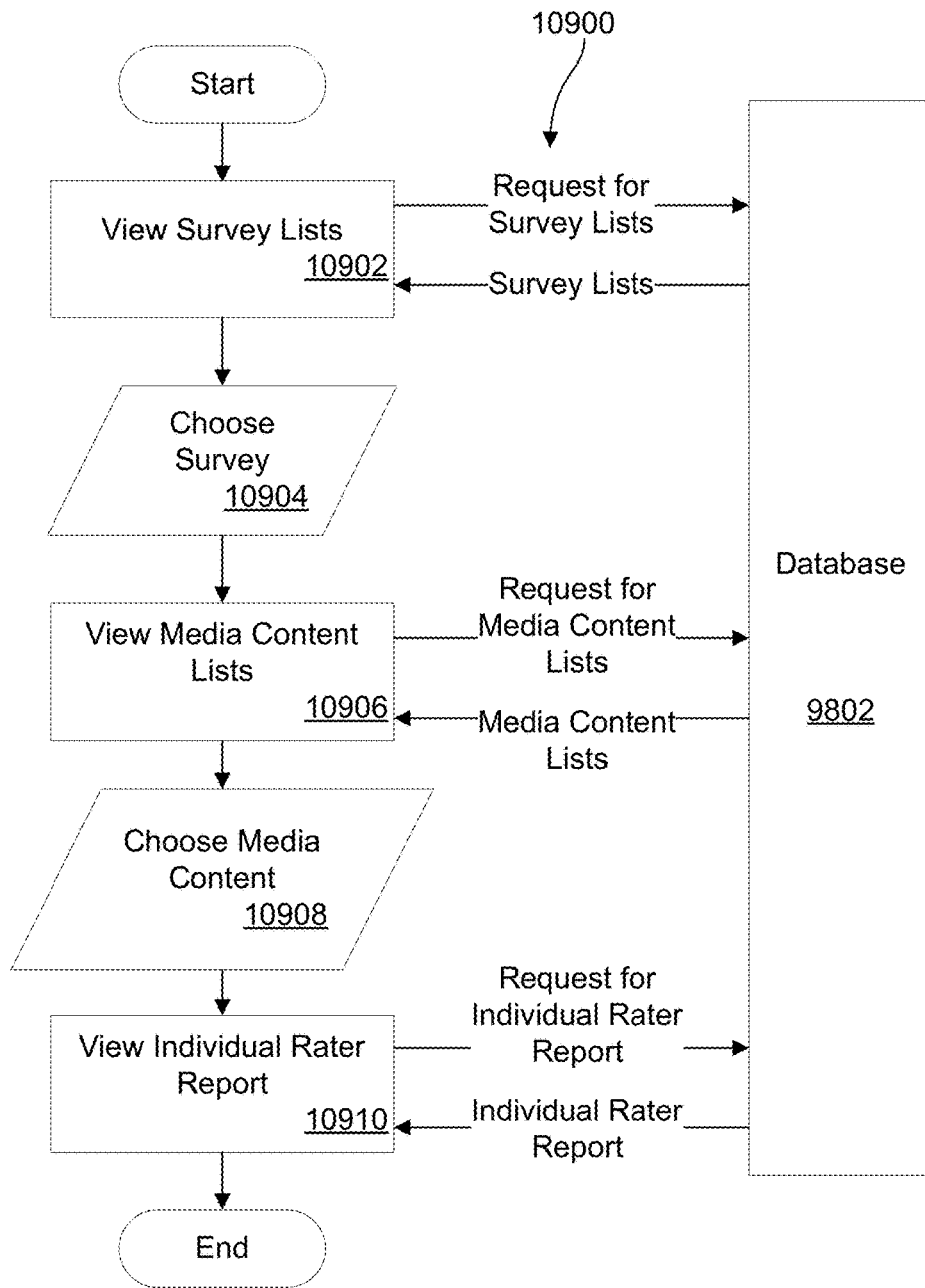 10900
Start
View Survey Lists
10902
Request for
Survey Lists
Survey Lists
Choose
Survey
10904
View Media Content
Lists
10906
Request for
Media Content
Lists
Media Content
Lists
Database
9802
Choose Media
Content
10908
View Individual Rater
Report
10910
Request for
Individual Rater
Report
Individual Rater
Report
End